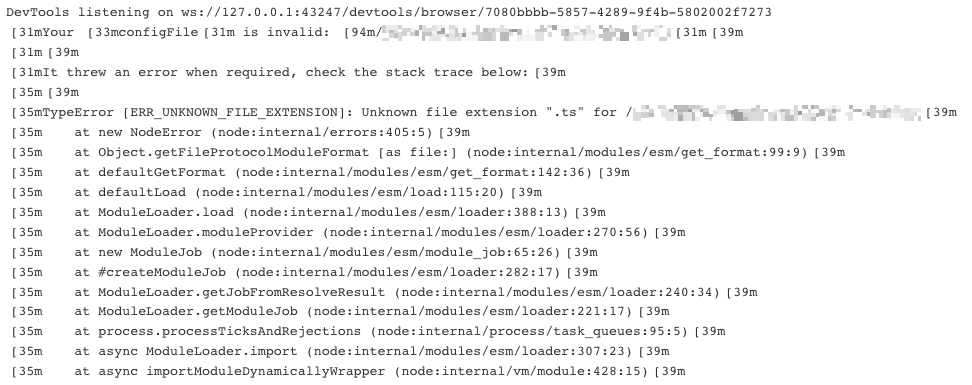 DevTools listening on ws://127.0.0.1:43247/devtools/browser/7080bbbb-5857-4289-9f4b-5802002f7273
[31mYour [33mconfigFile[31m is invalid: [94m/ [31m [39m
[31m [39m
[31mIt threw an error when required, check the stack trace below: [39m
[35m [39m
[35mTypeError [ERR_UNKNOWN_FILE_EXTENSION]: Unknown file extension ".ts" for / [39m
[35m    at new NodeError (node:internal/errors:405:5) [39m
[35m    at Object.getFileProtocolModuleFormat [as file:] (node:internal/modules/esm/get_format:99:9) [39m
[35m    at defaultGetFormat (node:internal/modules/esm/get_format:142:36) [39m
[35m    at defaultLoad (node:internal/modules/esm/load:115:20) [39m
[35m    at ModuleLoader.load (node:internal/modules/esm/loader:388:13) [39m
[35m    at ModuleLoader.moduleProvider (node:internal/modules/esm/loader:270:56) [39m
[35m    at new ModuleJob (node:internal/modules/esm/module_job:65:26) [39m
[35m    at #createModuleJob (node:internal/modules/esm/loader:282:17) [39m
[35m    at ModuleLoader.getJobFromResolveResult (node:internal/modules/esm/loader:240:34) [39m
[35m    at ModuleLoader.getModuleJob (node:internal/modules/esm/loader:221:17) [39m
[35m    at process.processTicksAndRejections (node:internal/process/task_queues:95:5) [39m
[35m    at async ModuleLoader.import (node:internal/modules/esm/loader:307:23) [39m
[35m    at async importModuleDynamicallyWrapper (node:internal/vm/module:428:15) [39m